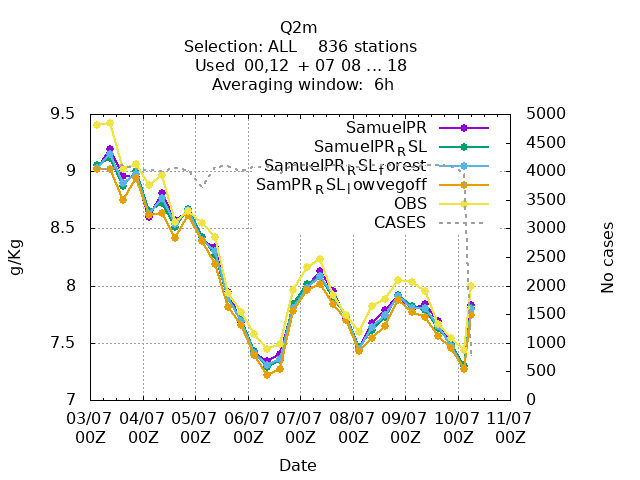 Q2m
Selection: ALL 836 stations
Used 00,12 + 07 08 ... 18
Averaging window: 6h
9.5
9
8.5
8
7.5
7
g/Kg
5000
4500
4000
3500
3000
2500
2000
1500
1000
500
0
No cases
SamuelPR
SamuelPRRSL
SamuelPRRSLforest
SamPRRSLlowvegoff
OBS
CASES
03/07 04/07 05/07 06/07 07/07 08/07 09/07 10/07 11/07
00Z 00Z 00Z 00Z 00Z 00Z 00Z 00Z 00Z
Date